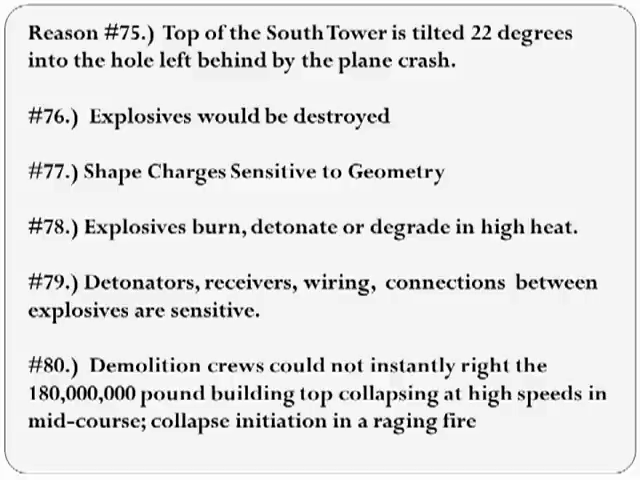 Reason #75.) Top of the South Tower is tilted 22 degrees
into the hole left behind by the plane crash.
#76.) Explosives would be destroyed
#77.) Shape Charges Sensitive to Geometry
#78.) Explosives burn, detonate or degrade in high heat.
#79.) Detonators, receivers, wiring, connections between
explosives are sensitive.
#80.) Demolition crews could not instantly right the
180,000,000 pound building top collapsing at high speeds in
mid-course; collapse initiation in a raging fire